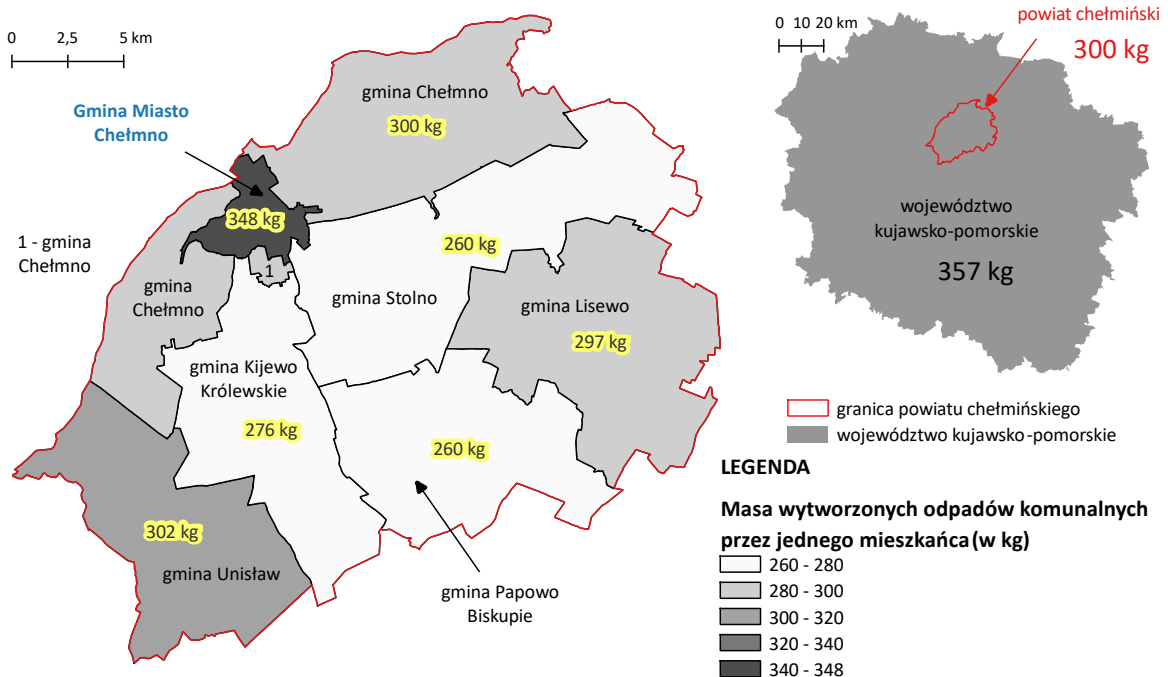 0 2,5 5 km
Gmina Miasto
Chełmno
gmina Chełmno
300 kg
348 kg
1 - gmina
Chełmno
1
gmina
Chełmno
260 kg
gmina Stolno
gmina Lisewo
297 kg
gmina Kijewo
Królewskie
276 kg
260 kg
302 kg
gmina Unisław
gmina Papowo
Biskupie
0 10 20 km
powiat chełmiński
300 kg
województwo
kujawsko-pomorskie
357 kg
granica powiatu chełmińskiego
województwo kujawsko-pomorskie
LEGENDA
Masa wytworzonych odpadów komunalnych
przez jednego mieszkańca (w kg)
260 - 280
280 - 300
300 - 320
320 - 340
340 - 348